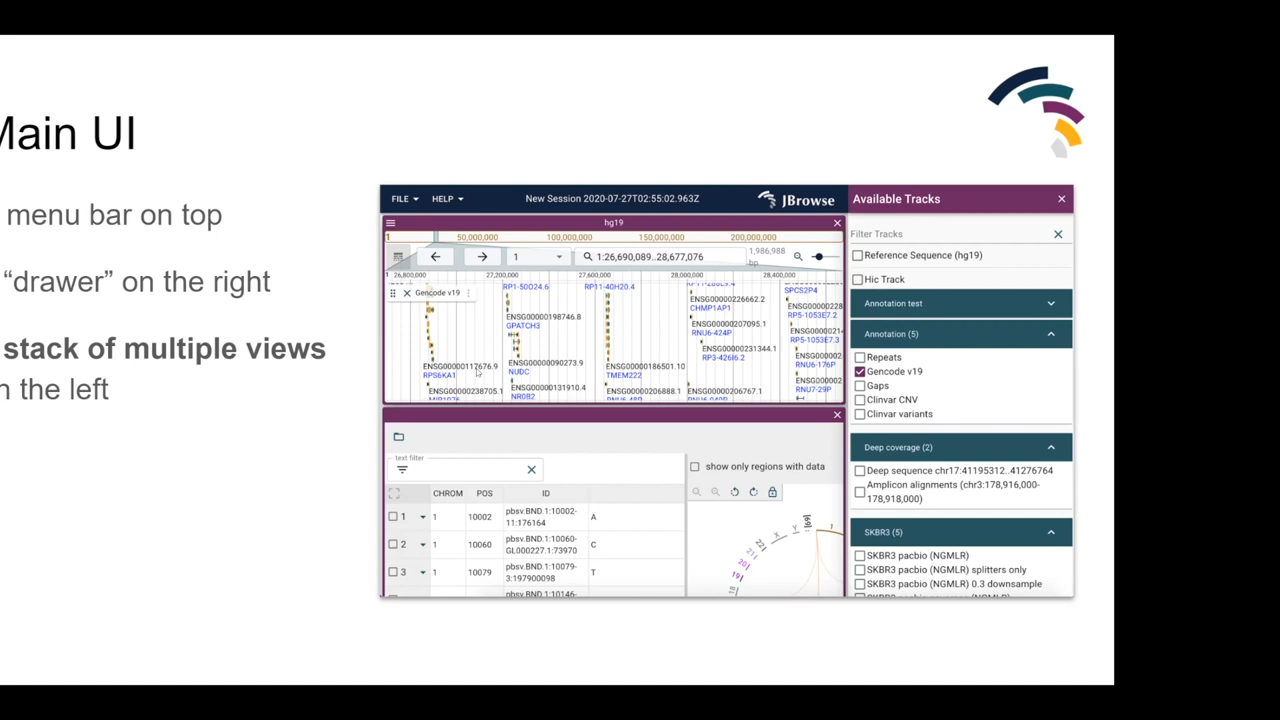 Main UI
menu bar on top
"drawer" on the right
stack of multiple views
the left
FILE HELP New Session 2020-07-27T02:55:02.963Z JBrowse
hg19
1 50,000,000 100,000,000 150,000,000 200,000,000
1 1:26,690,089..28,677,076 1,986,988 bp
1 26,800,000 27,200,000 27,600,000 28,000,000 28,400,000
Gencode v19
RP1-50O24.6 RP11-40H20.4
SPCS2P4
ENSG00000226662.2
CHMP1AP1
ENSG00000198746.8
GPATCH3
RP5-1053E7.2
ENSG00000207095.1
RNU6-424P
RP5-1053E7.3
ENSG00000231344.1
RP3-426I6.2
ENSG00000117676.9
RPS6KA1
ENSG00000090273.9
NUDC
ENSG00000186501.10
TMEM222
RNU6-176P
ENSG00000238705.1
ENSG00000131910.4
NR0B2
ENSG00000206888.1
ENSG00000206767.1
RNU7-29P
text filter
show only regions with data
CHROM POS ID
1 1 10002 pbsv.BND.1:10002-
11:176164 A
2 1 10060 pbsv.BND.1:10060-
GL000227.1:73970 C
3 1 10079 pbsv.BND.1:10079-
3:197900098 T
pbsv.BND.1:10146-
19 20 21 22 X Y 1
Available Tracks
Filter Tracks
Reference Sequence (hg19)
Hic Track
Annotation test
Annotation (5)
Repeats
Gencode v19
Gaps
Clinvar CNV
Clinvar variants
Deep coverage (2)
Deep sequence chr17:41195312..41276764
Amplicon alignments (chr3:178,916,000-
178,918,000)
SKBR3 (5)
SKBR3 pacbio (NGMLR)
SKBR3 pacbio (NGMLR) splitters only
SKBR3 pacbio (NGMLR) 0.3 downsample